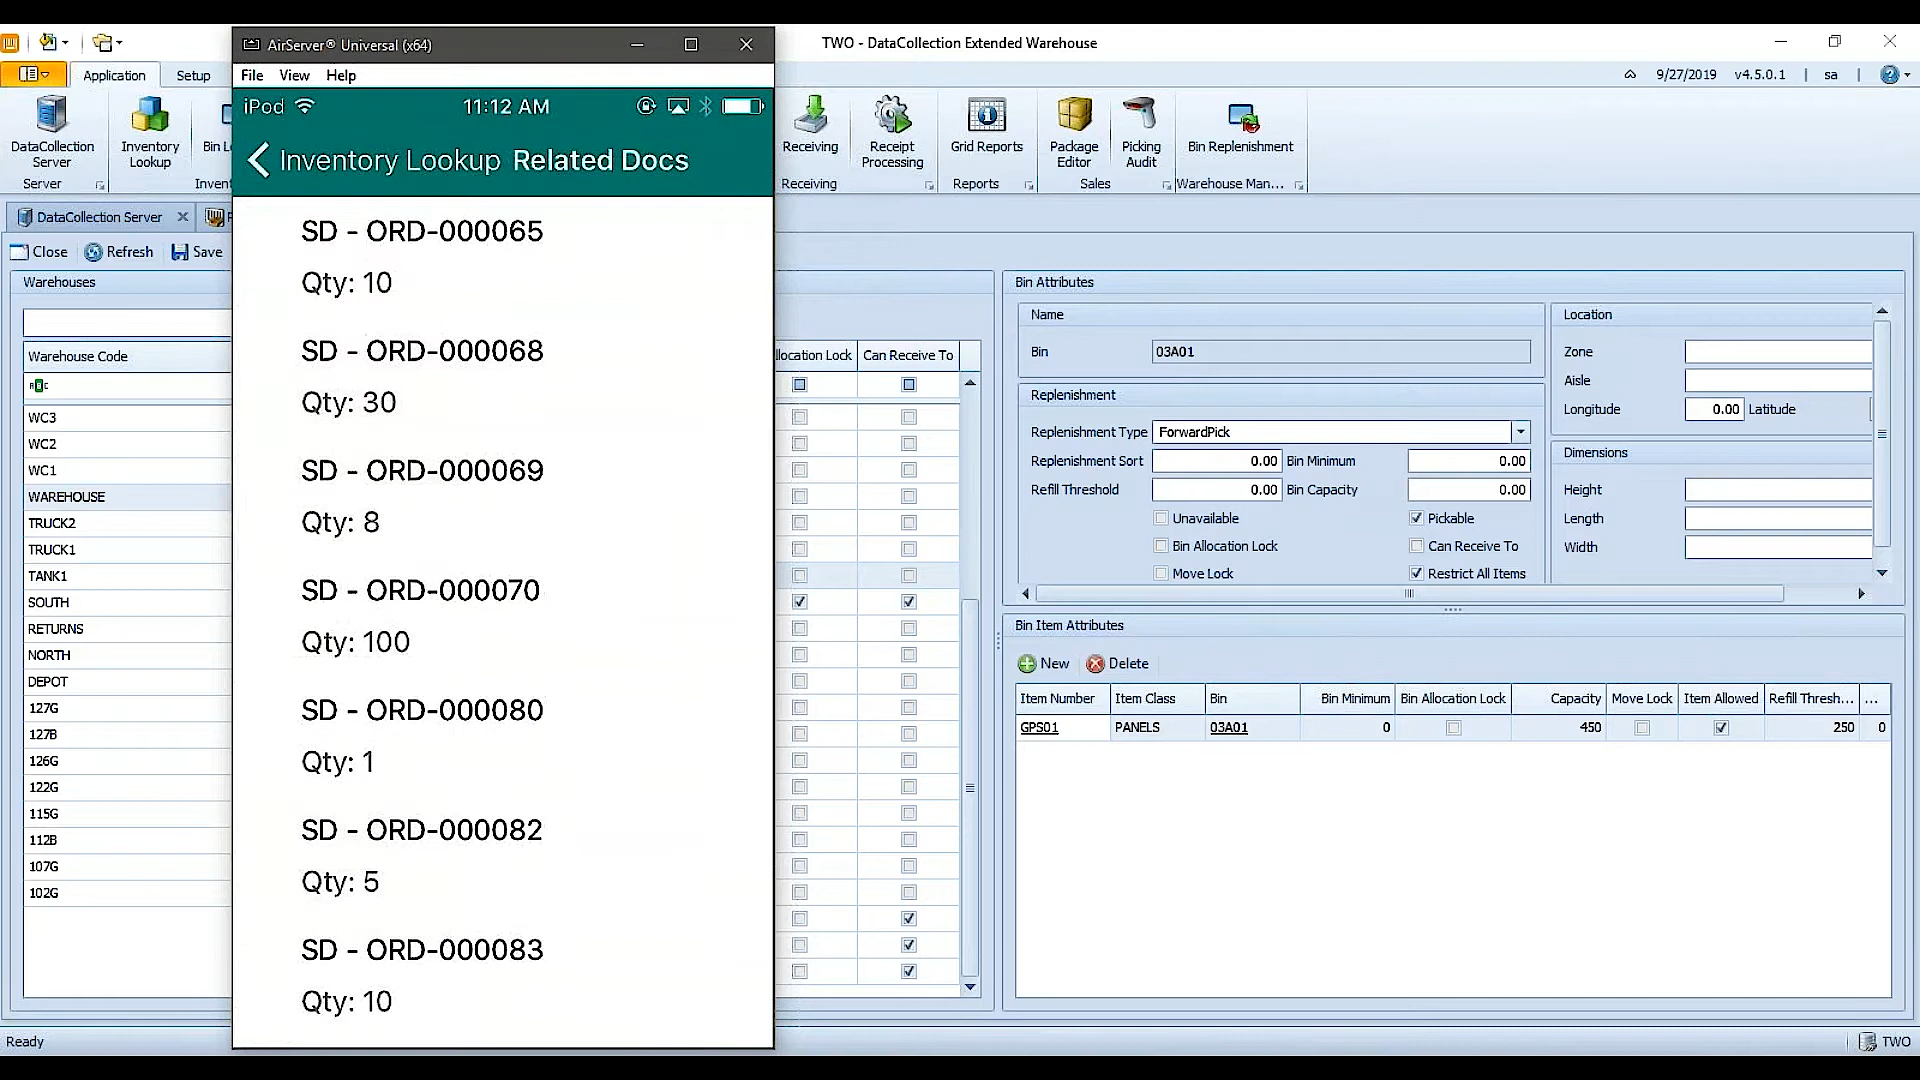 AirServer® Universal (x64)
TWO - DataCollection Extended Warehouse
File View Help
Application Setup
9/27/2019 v4.5.0.1 | sa |
iPod 11:12 AM
Inventory Lookup Related Docs
DataCollection Server
Inventory Lookup
Receiving
Receipt Processing
Grid Reports
Package Editor
Picking Audit
Bin Replenishment
Server
Receiving
Reports
Sales
Warehouse Man...
DataCollection Server
Close Refresh Save
Warehouses
Warehouse Code
WC3
WC2
WC1
WAREHOUSE
TRUCK2
TRUCK1
TANK1
SOUTH
RETURNS
NORTH
DEPOT
127G
127B
126G
122G
115G
112B
107G
102G
SD - ORD-000065
Qty: 10
SD - ORD-000068
Qty: 30
SD - ORD-000069
Qty: 8
SD - ORD-000070
Qty: 100
SD - ORD-000080
Qty: 1
SD - ORD-000082
Qty: 5
SD - ORD-000083
Qty: 10
Can Receive To
Bin Attributes
Name
Bin 03A01
Replenishment
Replenishment Type ForwardPick
Replenishment Sort 0.00 Bin Minimum 0.00
Refill Threshold 0.00 Bin Capacity 0.00
Unavailable Pickable
Bin Allocation Lock Can Receive To
Move Lock Restrict All Items
Location
Zone
Aisle
Longitude 0.00 Latitude
Dimensions
Height
Length
Width
Bin Item Attributes
New Delete
Item Number Item Class Bin Bin Minimum Bin Allocation Lock Capacity Move Lock Item Allowed Refill Thresh... ...
GPS01 PANELS 03A01 0 450 250 0
Ready
TWO